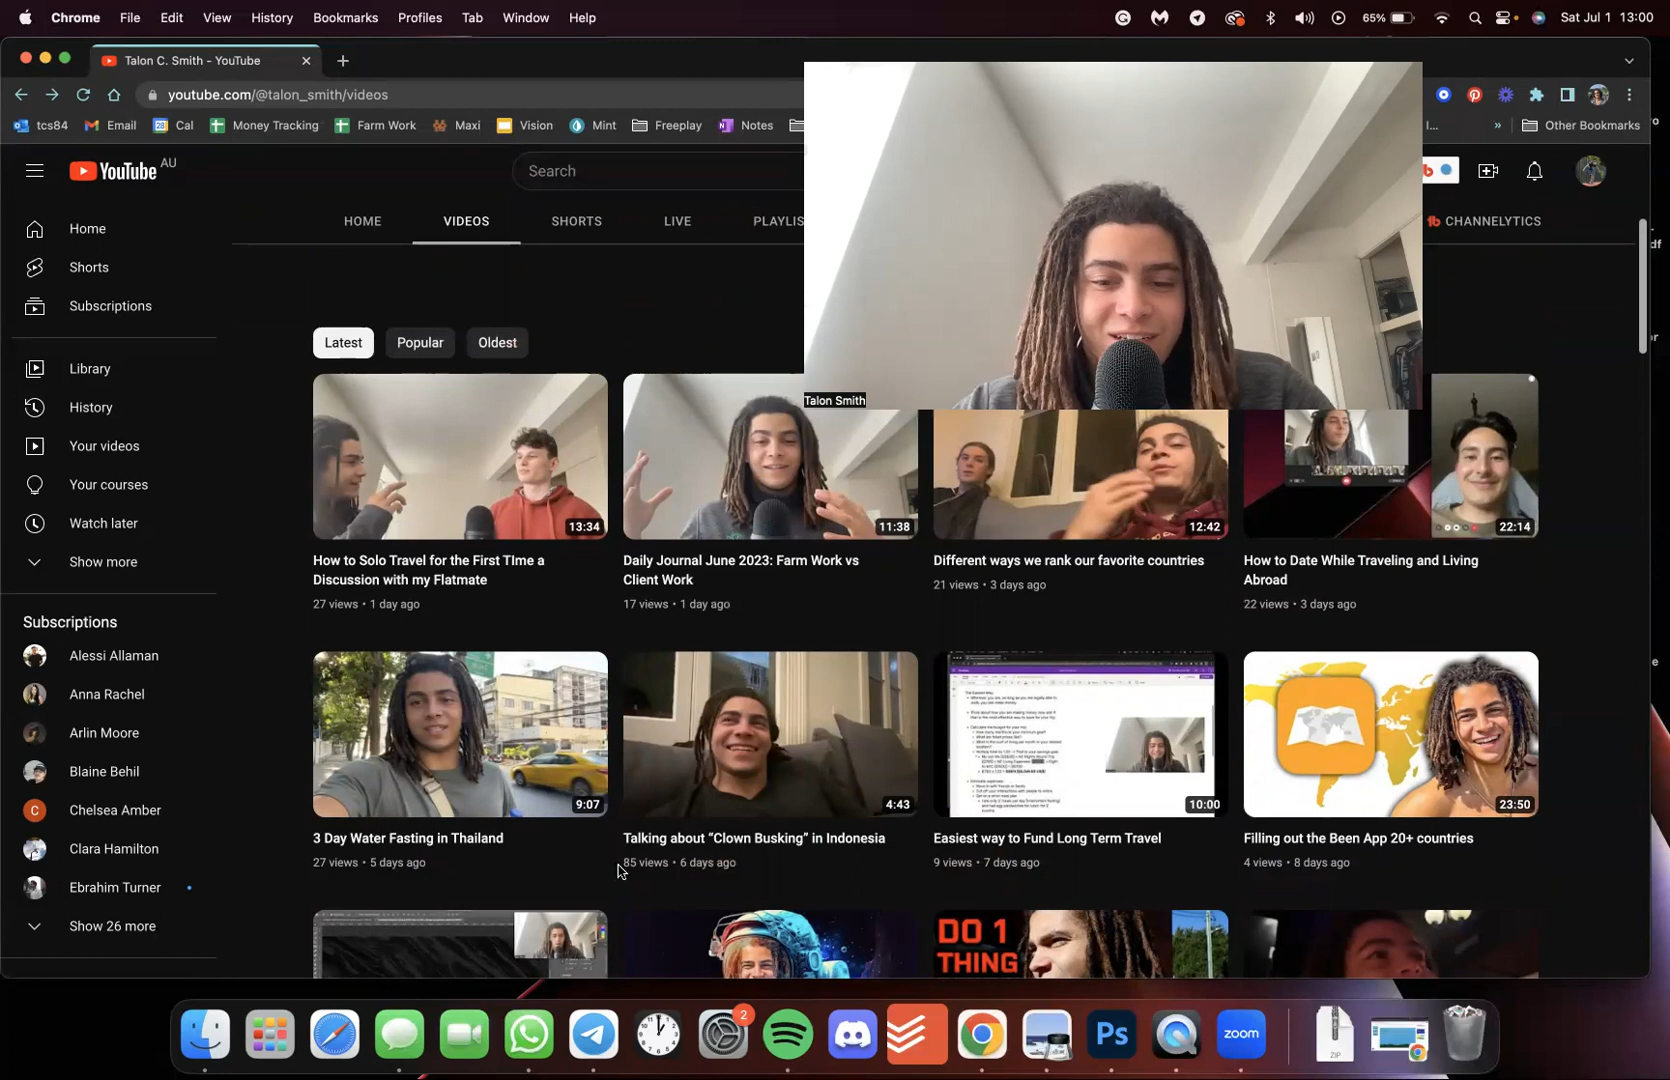 Chrome File Edit View History Bookmarks Profiles Tab Window Help
65% Sat Jul 1 13:00
Talon C. Smith - YouTube
youtube.com/@talon_smith/videos
tcs84 Email Cal Money Tracking Farm Work Maxi Vision Mint Freeplay Notes
I... » Other Bookmarks
YouTube AU
Search
HOME VIDEOS SHORTS LIVE PLAYLIS
CHANNELYTICS
Home
Shorts
Subscriptions
Library
History
Your videos
Your courses
Watch later
Show more
Subscriptions
Alessi Allaman
Anna Rachel
Arlin Moore
Blaine Behil
C Chelsea Amber
Clara Hamilton
Ebrahim Turner
Show 26 more
Latest Popular Oldest
Talon Smith
13:34
How to Solo Travel for the First TIme a
Discussion with my Flatmate
27 views • 1 day ago
11:38
Daily Journal June 2023: Farm Work vs
Client Work
17 views • 1 day ago
12:42
Different ways we rank our favorite countries
21 views • 3 days ago
22:14
How to Date While Traveling and Living
Abroad
22 views • 3 days ago
9:07
3 Day Water Fasting in Thailand
27 views • 5 days ago
4:43
Talking about “Clown Busking” in Indonesia
85 views • 6 days ago
10:00
Easiest way to Fund Long Term Travel
9 views • 7 days ago
23:50
Filling out the Been App 20+ countries
4 views • 8 days ago
DO 1
THING
2
Ps
zoom
ZIP